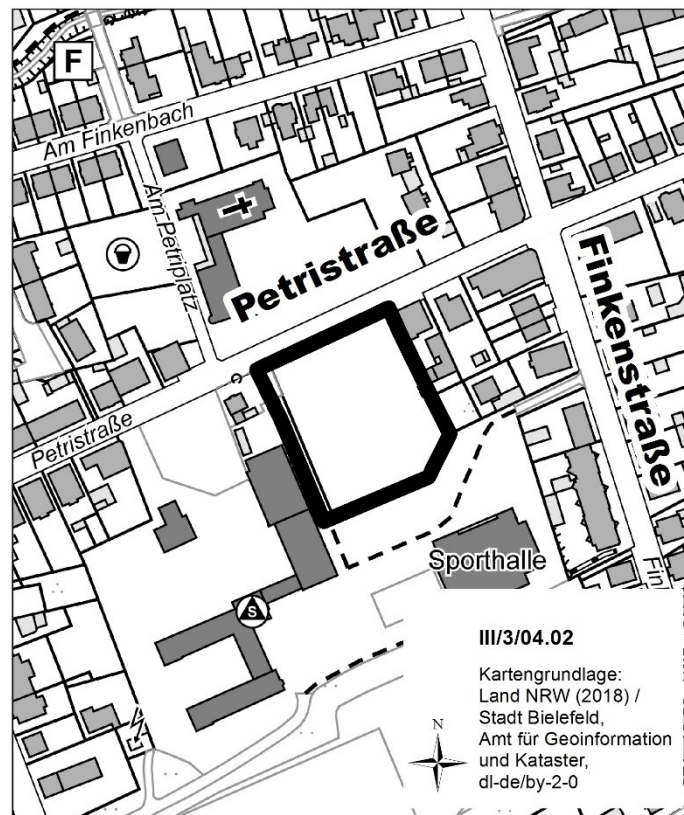 F
Am Finkenbach
Am Petriplatz
Petristraße
Finkenstraße
Petristraße
Sporthalle
S
Fin
III/3/04.02
Kartengrundlage:
Land NRW (2018) /
Stadt Bielefeld,
Amt für Geoinformation
und Kataster,
dl-de/by-2-0
N